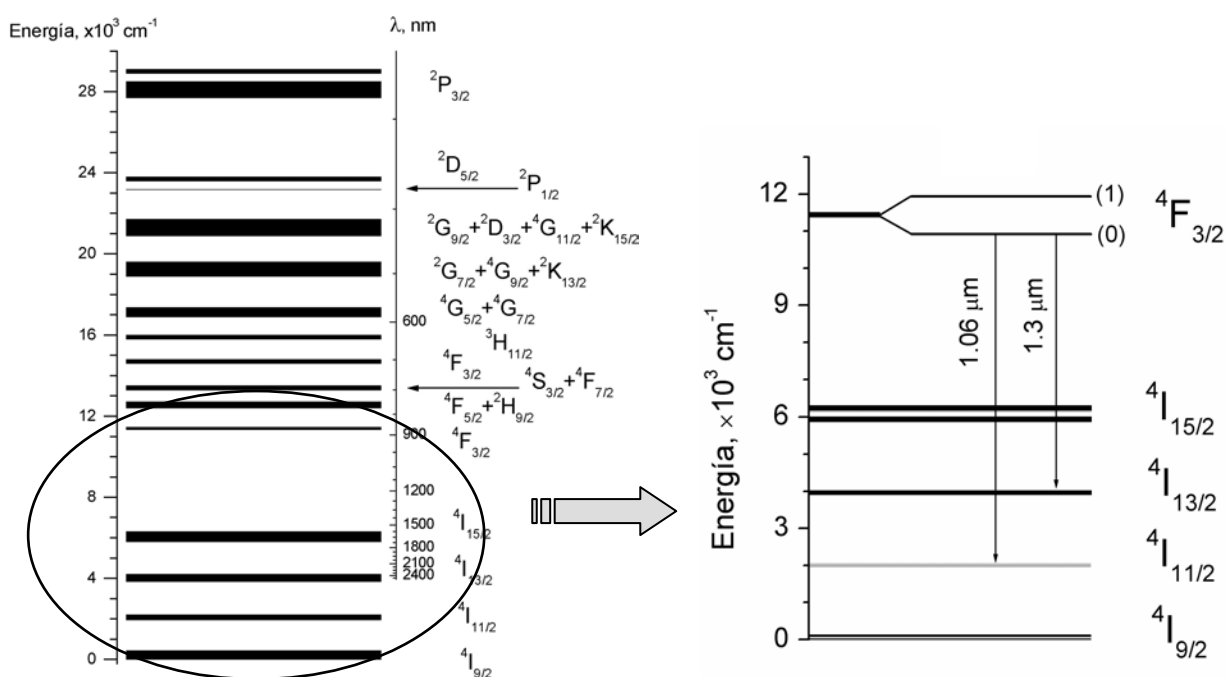 Energía, x10³ cm⁻¹
λ, nm
28
24
20
16
12
8
4
0
600
900
1200
1500
1800
2100
2400
²P₃/₂
²D₅/₂
²P₁/₂
²G₉/₂+²D₃/₂+⁴G₁₁/₂+²K₁₅/₂
²G₇/₂+⁴G₉/₂+²K₁₃/₂
⁴G₅/₂+⁴G₇/₂
³H₁₁/₂
⁴F₃/₂
⁴S₃/₂+⁴F₇/₂
⁴F₅/₂+²H₉/₂
⁴F₃/₂
⁴I₁₅/₂
⁴I₁₃/₂
⁴I₁₁/₂
⁴I₉/₂
Energía, ×10³ cm⁻¹
12
9
6
3
0
(1)
(0)
1.06 μm
1.3 μm
⁴F₃/₂
⁴I₁₅/₂
⁴I₁₃/₂
⁴I₁₁/₂
⁴I₉/₂